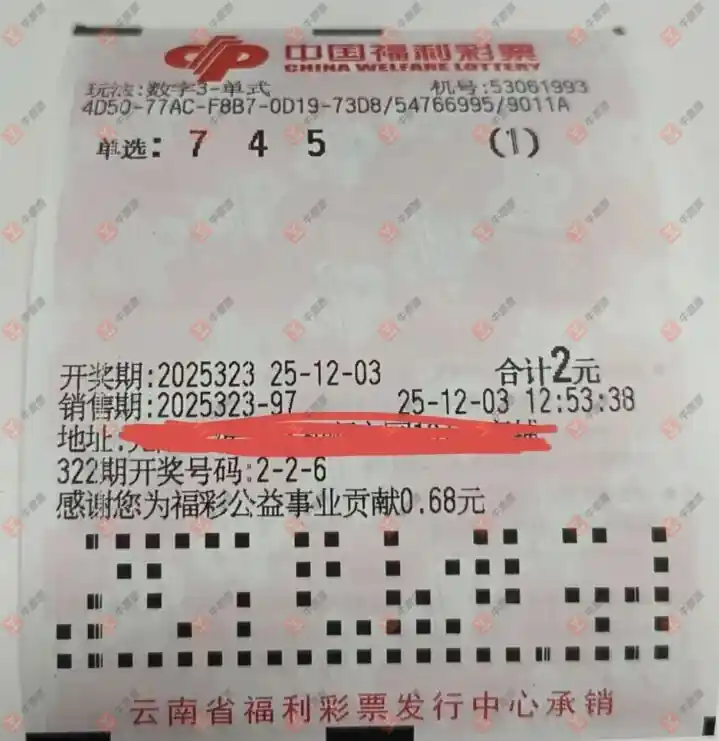 中国福利彩票
CHINA WELFARE LOTTERY
玩法:数字3-单式 机号:53061993
4D50-77AC-F8B7-0D19-73D8/54766995/9011A
单选: 7 4 5 (1)
开奖期:2025323 25-12-03 合计2元
销售期:2025323-97 25-12-03 12:53:38
地址:
322期开奖号码:2-2-6
感谢您为福彩公益事业贡献0.68元
云南省福利彩票发行中心承销